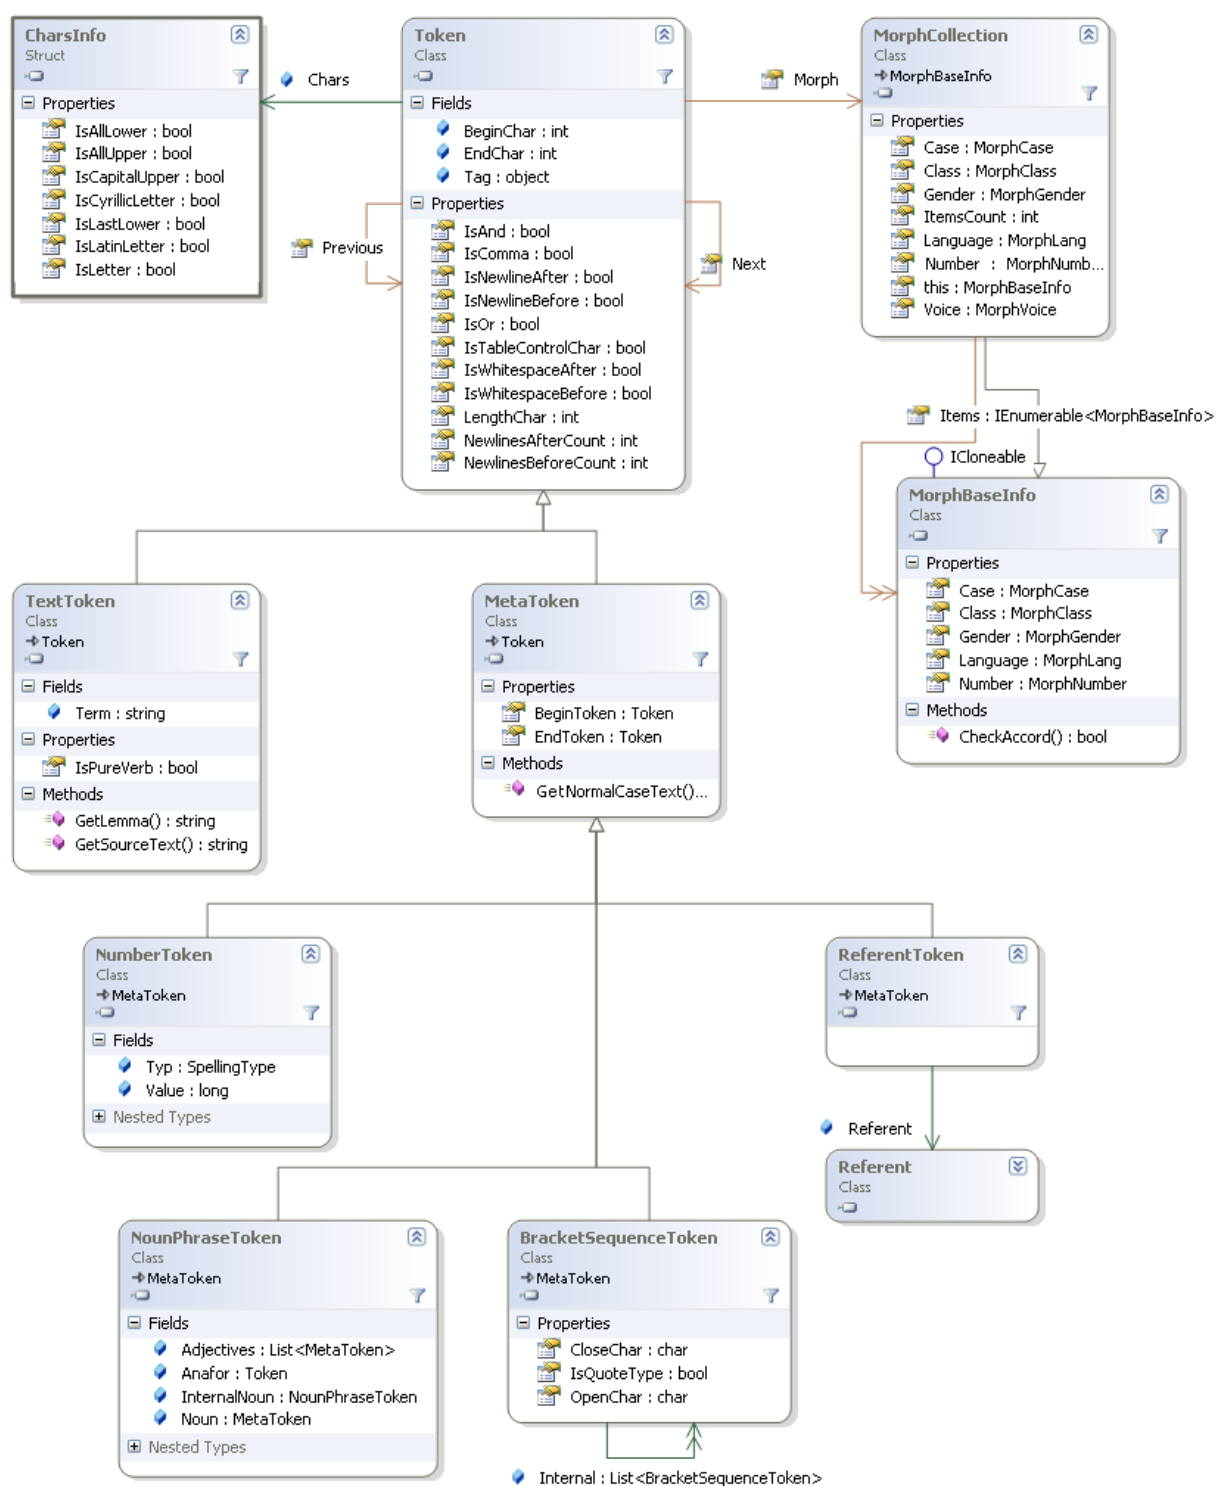 CharsInfo
Struct
Properties
IsAllLower : bool
IsAllUpper : bool
IsCapitalUpper : bool
IsCyrillicLetter : bool
IsLastLower : bool
IsLatinLetter : bool
IsLetter : bool
Chars
Token
Class
Fields
BeginChar : int
EndChar : int
Tag : object
Properties
IsAnd : bool
IsComma : bool
IsNewlineAfter : bool
IsNewlineBefore : bool
IsOr : bool
IsTableControlChar : bool
IsWhitespaceAfter : bool
IsWhitespaceBefore : bool
LengthChar : int
NewlinesAfterCount : int
NewlinesBeforeCount : int
Previous
Next
Morph
MorphCollection
Class
MorphBaseInfo
Properties
Case : MorphCase
Class : MorphClass
Gender : MorphGender
ItemsCount : int
Language : MorphLang
Number : MorphNumb...
this : MorphBaseInfo
Voice : MorphVoice
Items : IEnumerable<MorphBaseInfo>
ICloneable
MorphBaseInfo
Class
Properties
Case : MorphCase
Class : MorphClass
Gender : MorphGender
Language : MorphLang
Number : MorphNumber
Methods
CheckAccord() : bool
TextToken
Class
Token
Fields
Term : string
Properties
IsPureVerb : bool
Methods
GetLemma() : string
GetSourceText() : string
MetaToken
Class
Token
Properties
BeginToken : Token
EndToken : Token
Methods
GetNormalCaseText()...
NumberToken
Class
MetaToken
Fields
Typ : SpellingType
Value : long
Nested Types
ReferentToken
Class
MetaToken
Referent
Referent
Class
NounPhraseToken
Class
MetaToken
Fields
Adjectives : List<MetaToken>
Anafor : Token
InternalNoun : NounPhraseToken
Noun : MetaToken
Nested Types
BracketSequenceToken
Class
MetaToken
Properties
CloseChar : char
IsQuoteType : bool
OpenChar : char
Internal : List<BracketSequenceToken>